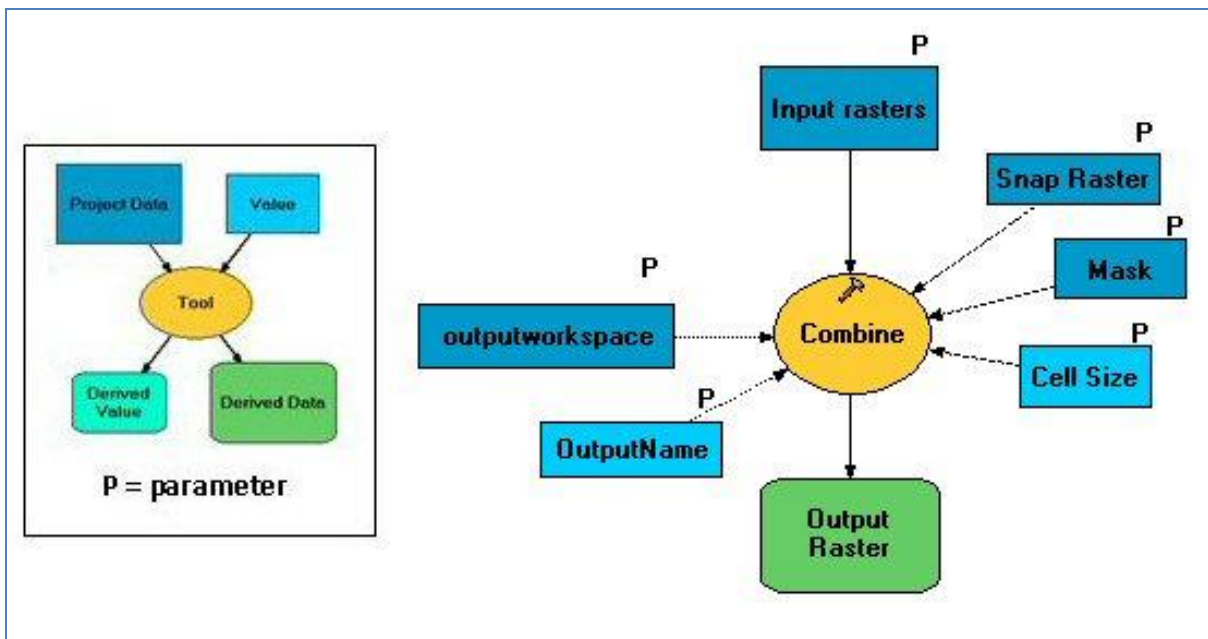 Project Data
Value
Tool
Derived
Value
Derived Data
P = parameter
P
Input rasters
P
Snap Raster
P
Mask
P
Cell Size
P
outputworkspace
P
OutputName
Combine
Output
Raster